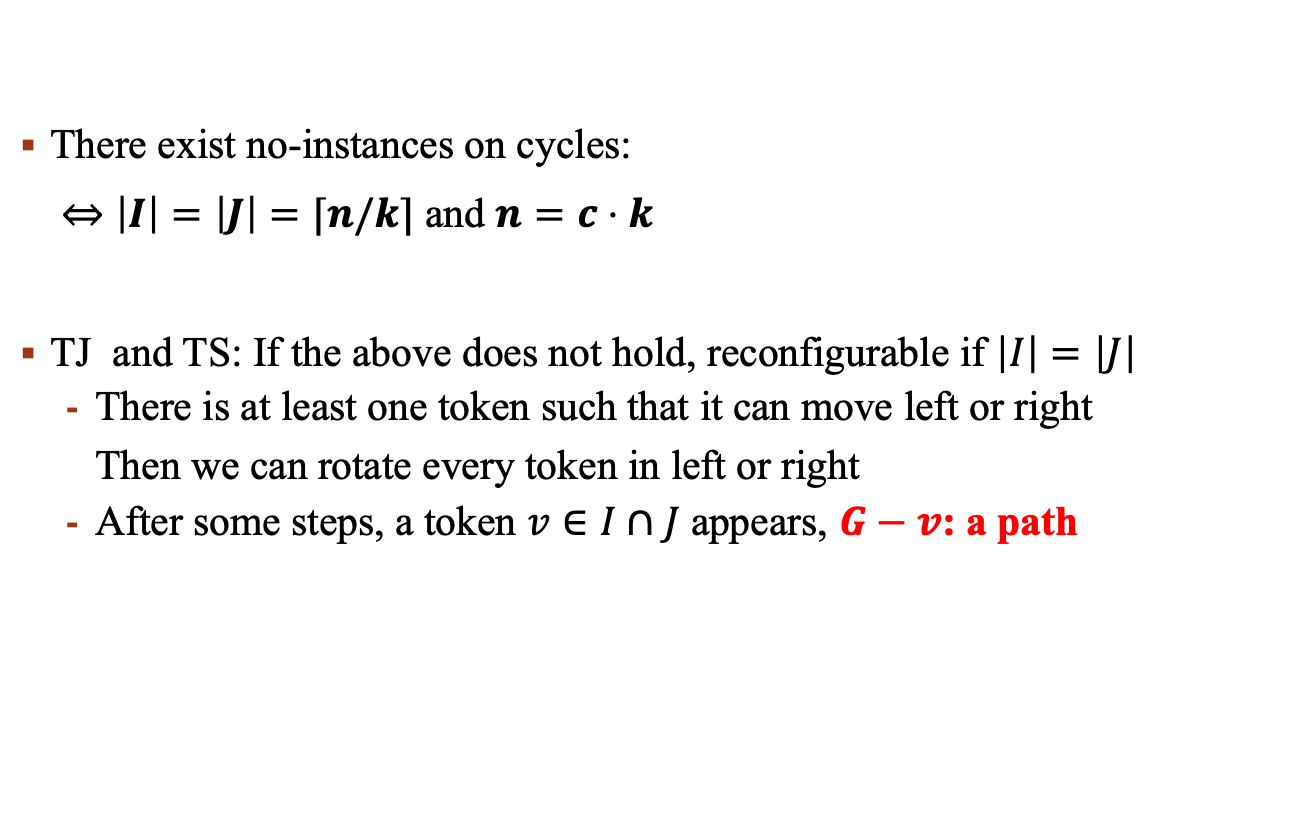 ▪ There exist no-instances on cycles:
⇔ |I| = |J| = ⌈n/k⌉ and n = c · k
▪ TJ and TS: If the above does not hold, reconfigurable if |I| = |J|
- There is at least one token such that it can move left or right
Then we can rotate every token in left or right
- After some steps, a token v ∈ I ∩ J appears, G − v: a path